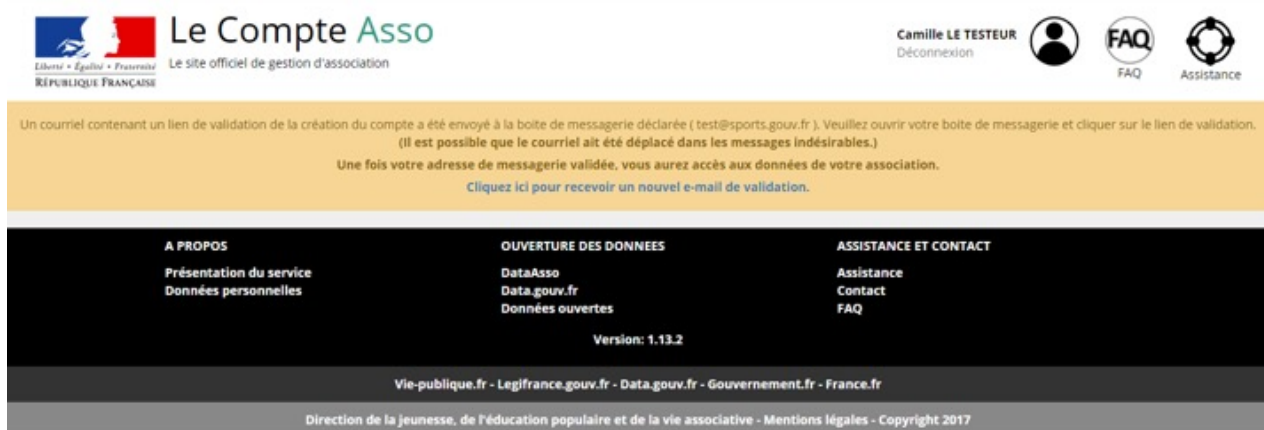 Le Compte Asso
Le site officiel de gestion d'association
Liberté • Égalité • Fraternité
RÉPUBLIQUE FRANÇAISE
Camille LE TESTEUR
Déconnexion
FAQ
FAQ
Assistance
Un courriel contenant un lien de validation de la création du compte a été envoyé à la boite de messagerie déclarée ( test@sports.gouv.fr ). Veuillez ouvrir votre boite de messagerie et cliquer sur le lien de validation.
(Il est possible que le courriel ait été déplacé dans les messages indésirables.)
Une fois votre adresse de messagerie validée, vous aurez accès aux données de votre association.
Cliquez ici pour recevoir un nouvel e-mail de validation.
A PROPOS
Présentation du service
Données personnelles
OUVERTURE DES DONNEES
DataAsso
Data.gouv.fr
Données ouvertes
ASSISTANCE ET CONTACT
Assistance
Contact
FAQ
Version: 1.13.2
Vie-publique.fr - Legifrance.gouv.fr - Data.gouv.fr - Gouvernement.fr - France.fr
Direction de la jeunesse, de l'éducation populaire et de la vie associative - Mentions légales - Copyright 2017